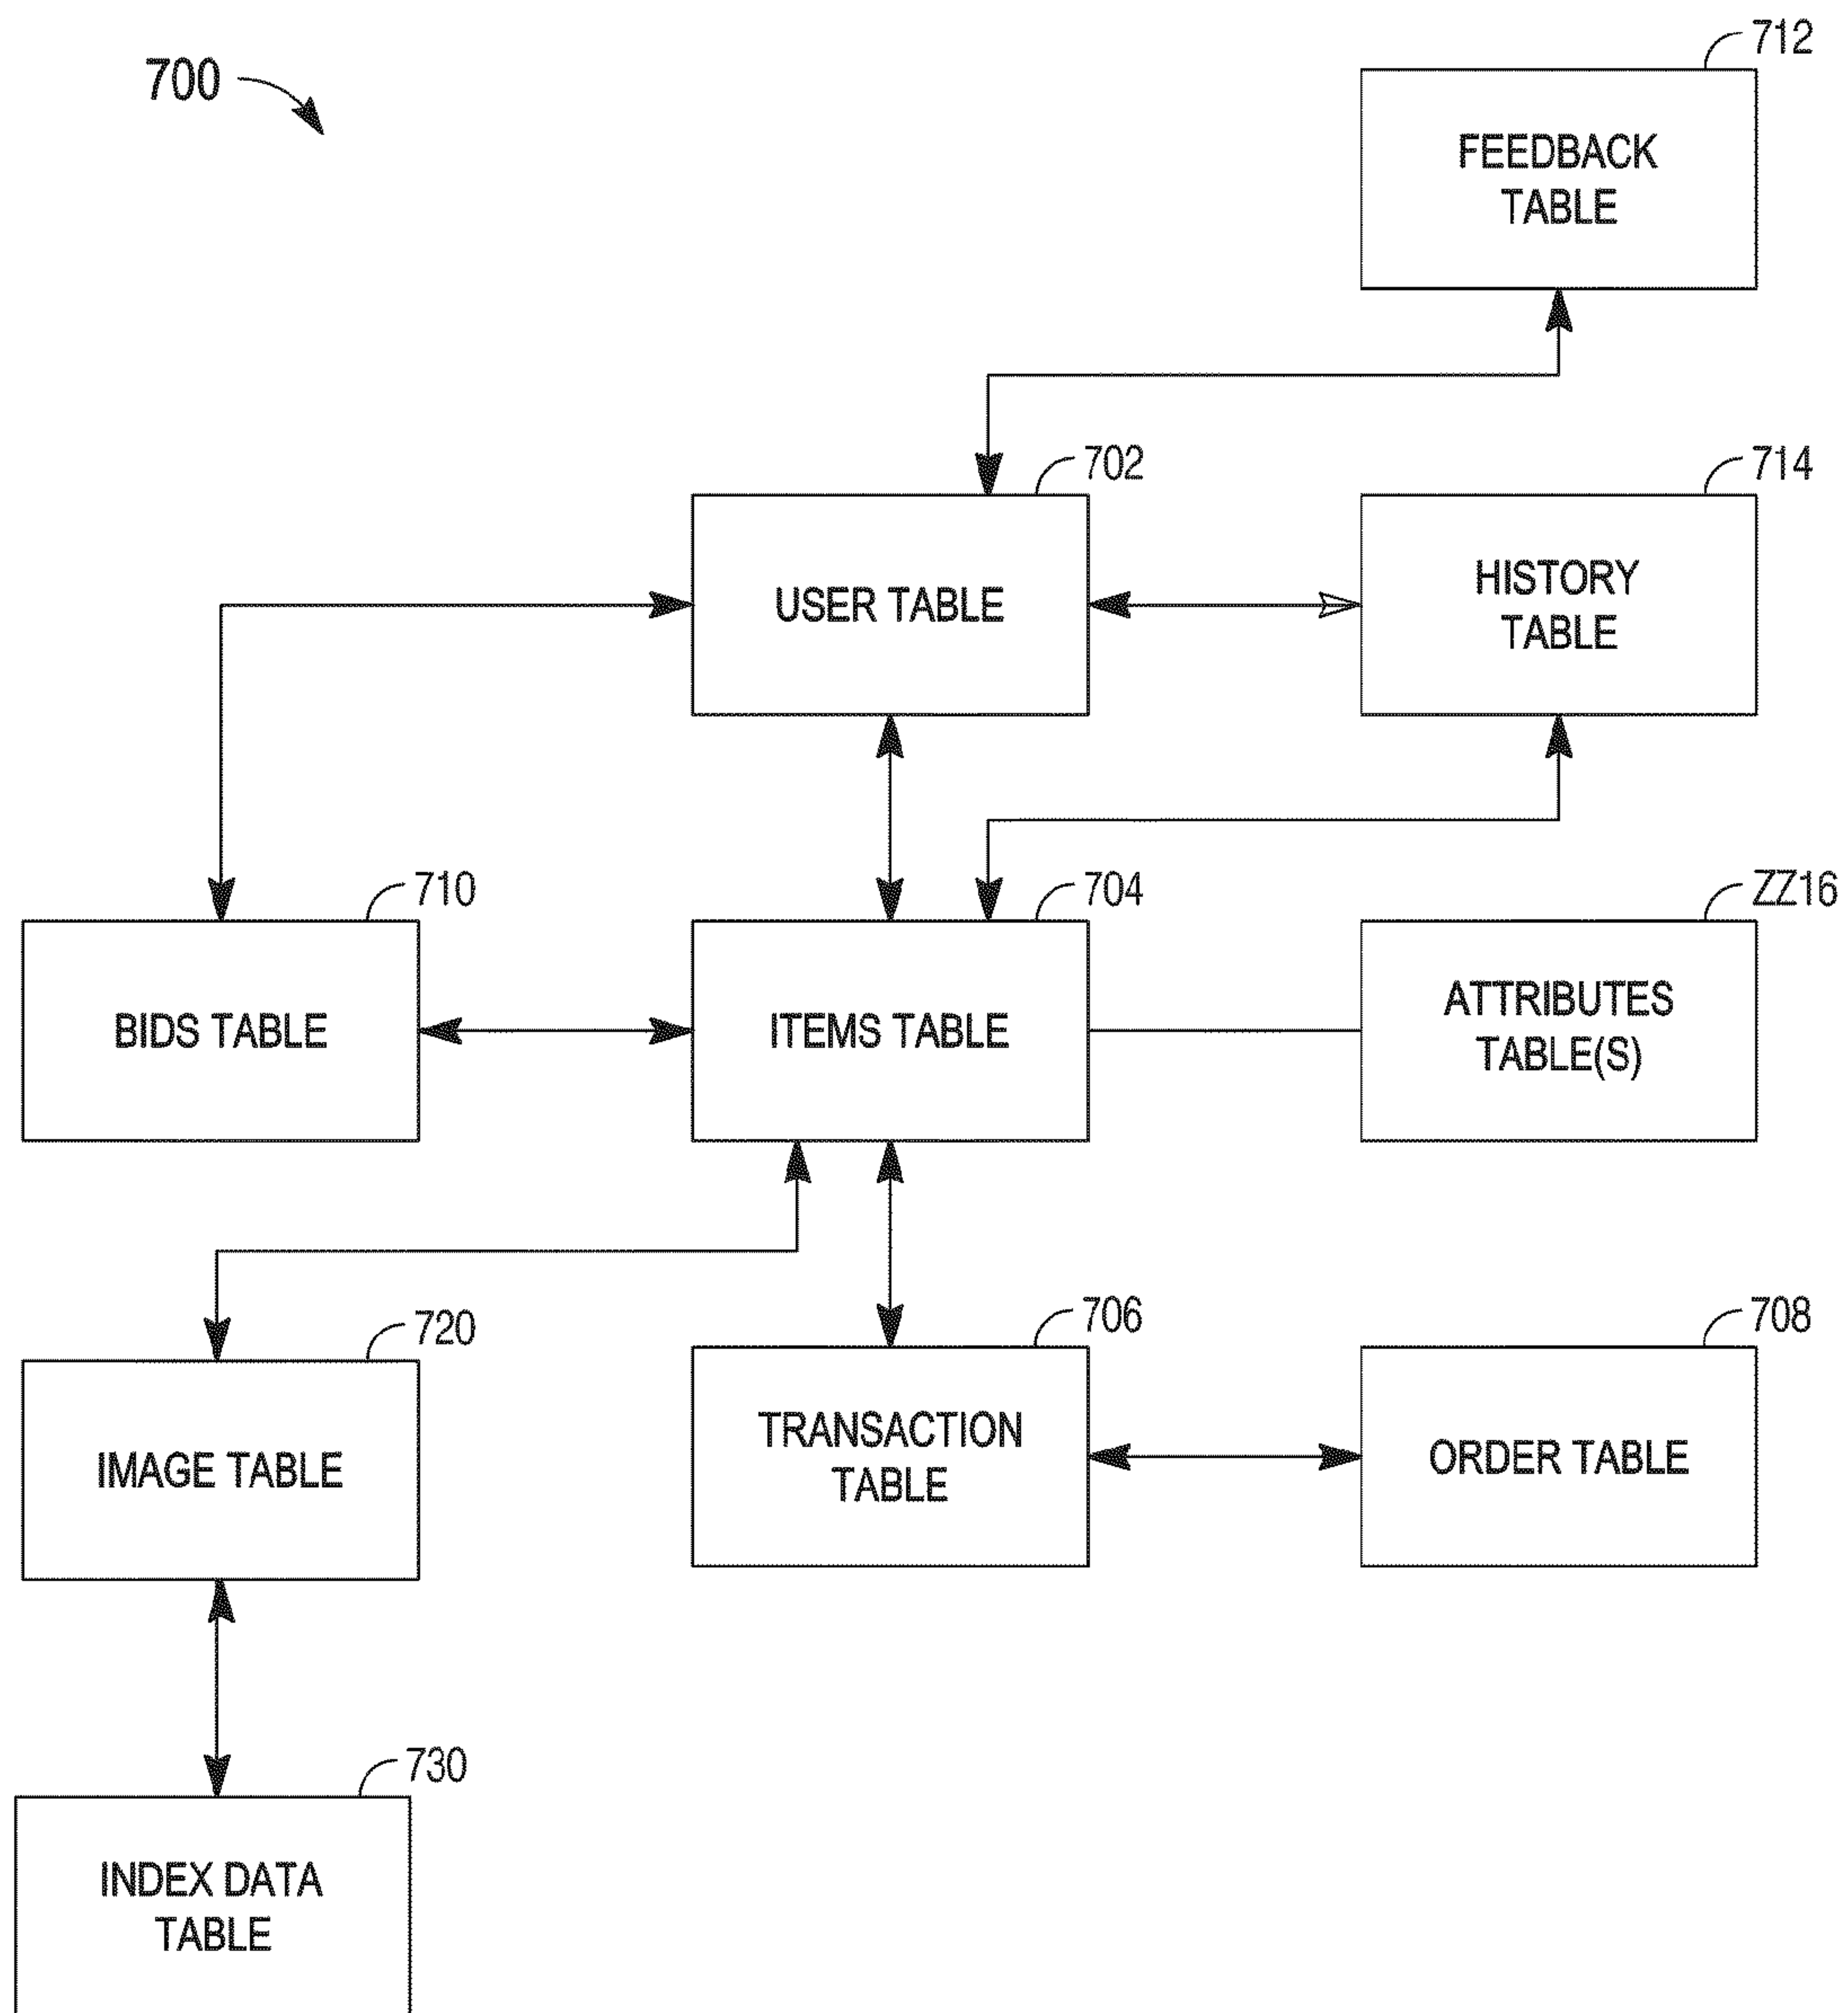 700
712
FEEDBACK
TABLE
702
714
USER TABLE
HISTORY
TABLE
710
704
ZZ16
BIDS TABLE
ITEMS TABLE
ATTRIBUTES
TABLE(S)
720
706
708
IMAGE TABLE
TRANSACTION
TABLE
ORDER TABLE
730
INDEX DATA
TABLE